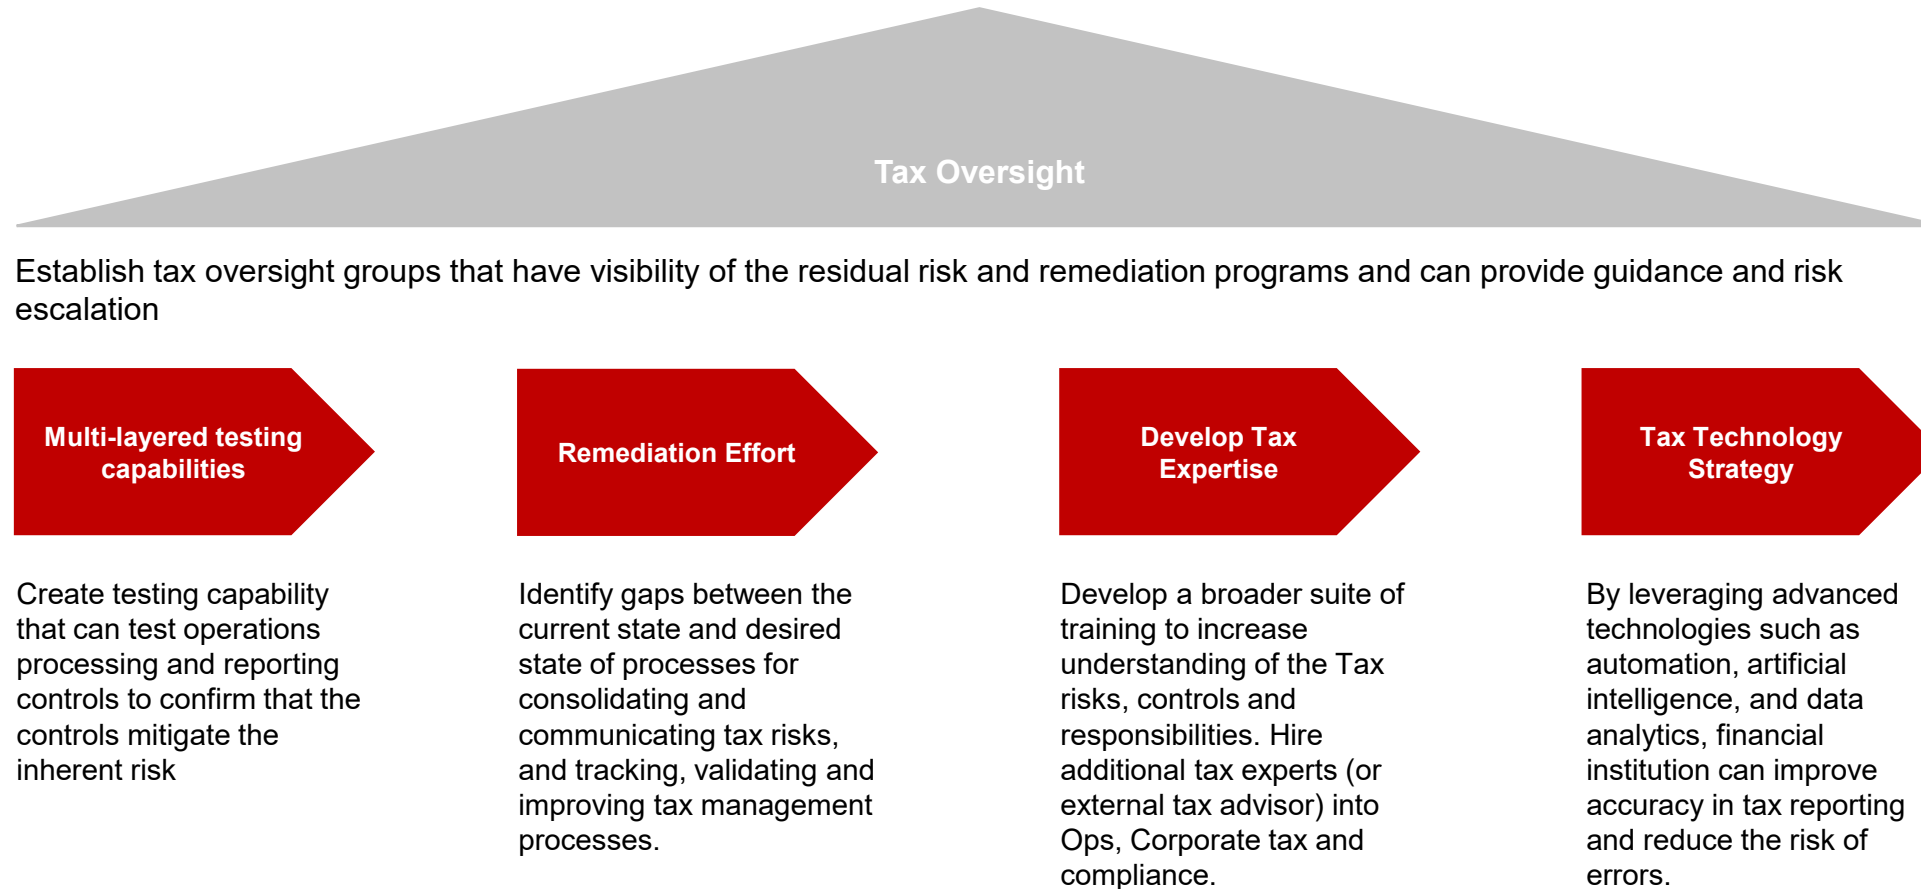 Tax Oversight
Establish tax oversight groups that have visibility of the residual risk and remediation programs and can provide guidance and risk
escalation
Multi-layered testing
capabilities
Create testing capability
that can test operations
processing and reporting
controls to confirm that the
controls mitigate the
inherent risk
Remediation Effort
Identify gaps between the
current state and desired
state of processes for
consolidating and
communicating tax risks,
and tracking, validating and
improving tax management
processes.
Develop Tax
Expertise
Develop a broader suite of
training to increase
understanding of the Tax
risks, controls and
responsibilities. Hire
additional tax experts (or
external tax advisor) into
Ops, Corporate tax and
compliance.
Tax Technology
Strategy
By leveraging advanced
technologies such as
automation, artificial
intelligence, and data
analytics, financial
institution can improve
accuracy in tax reporting
and reduce the risk of
errors.